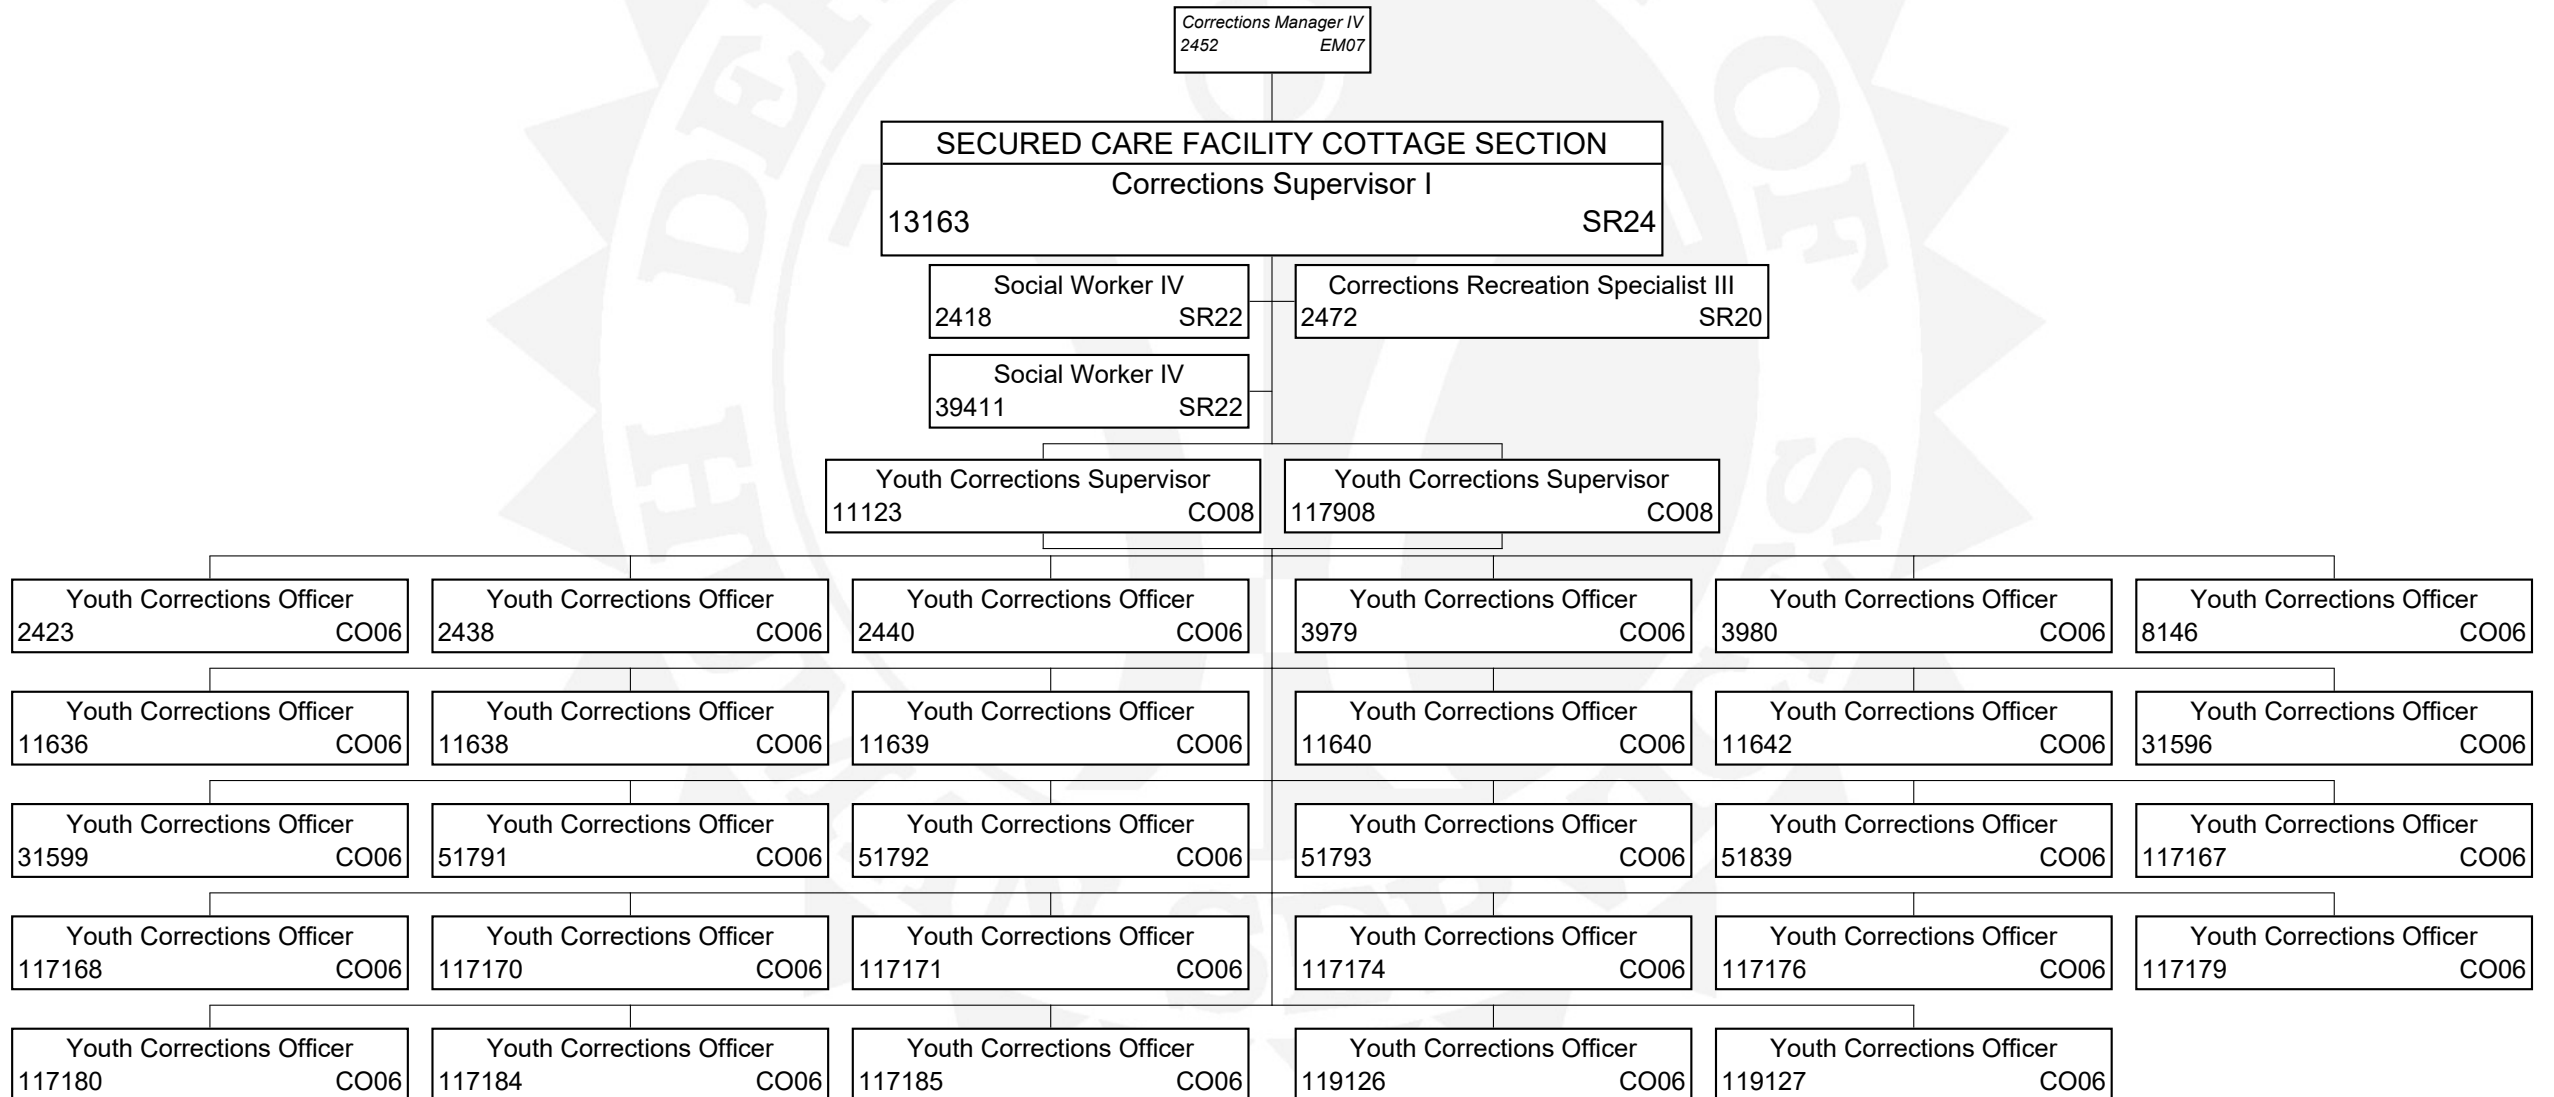 Corrections Manager IV
2452 EM07
SECURED CARE FACILITY COTTAGE SECTION
Corrections Supervisor I
13163 SR24
Social Worker IV
2418 SR22
Corrections Recreation Specialist III
2472 SR20
Social Worker IV
39411 SR22
Youth Corrections Supervisor
11123 CO08
Youth Corrections Supervisor
117908 CO08
Youth Corrections Officer
2423 CO06
Youth Corrections Officer
2438 CO06
Youth Corrections Officer
2440 CO06
Youth Corrections Officer
3979 CO06
Youth Corrections Officer
3980 CO06
Youth Corrections Officer
8146 CO06
Youth Corrections Officer
11636 CO06
Youth Corrections Officer
11638 CO06
Youth Corrections Officer
11639 CO06
Youth Corrections Officer
11640 CO06
Youth Corrections Officer
11642 CO06
Youth Corrections Officer
31596 CO06
Youth Corrections Officer
31599 CO06
Youth Corrections Officer
51791 CO06
Youth Corrections Officer
51792 CO06
Youth Corrections Officer
51793 CO06
Youth Corrections Officer
51839 CO06
Youth Corrections Officer
117167 CO06
Youth Corrections Officer
117168 CO06
Youth Corrections Officer
117170 CO06
Youth Corrections Officer
117171 CO06
Youth Corrections Officer
117174 CO06
Youth Corrections Officer
117176 CO06
Youth Corrections Officer
117179 CO06
Youth Corrections Officer
117180 CO06
Youth Corrections Officer
117184 CO06
Youth Corrections Officer
117185 CO06
Youth Corrections Officer
119126 CO06
Youth Corrections Officer
119127 CO06